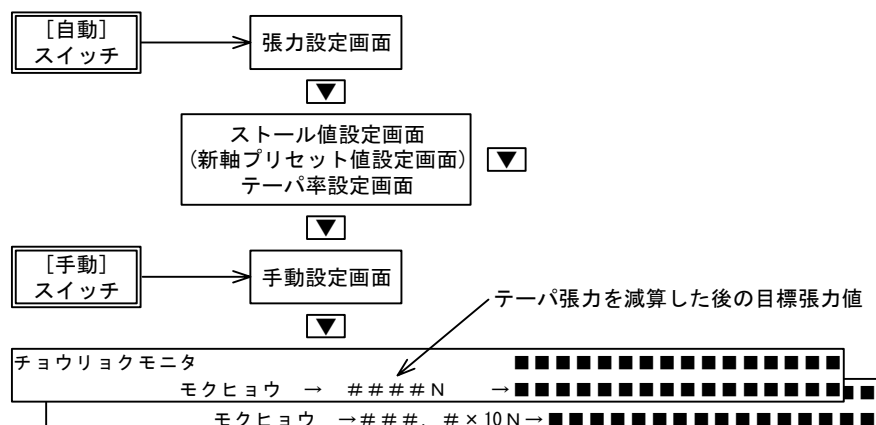 [自動]
スイッチ
張力設定画面
▼
ストール値設定画面
(新軸プリセット値設定画面)
テーパ率設定画面
▼
▼
[手動]
スイッチ
手動設定画面
テーパ張力を減算した後の目標張力値
▼
チョウリョクモニタ ■■■■■■■■■■■■■■■■
モクヒョウ → ####N →■■■■■■■■■■■■■■■■■■
モクヒョウ →###.#×10N→■■■■■■■■■■■■■■■■